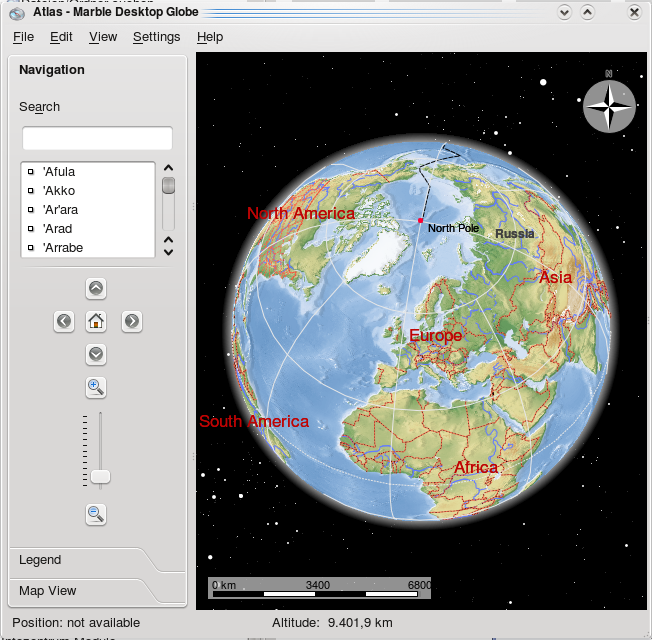 Atlas - Marble Desktop Globe
File Edit View Settings Help
Navigation
Search
'Afula
'Akko
'Ar'ara
'Arad
'Arrabe
Legend
Map View
N
North America
North Pole
Russia
Asia
Europe
South America
Africa
0 km 3400 6800
Position: not available Altitude: 9.401,9 km